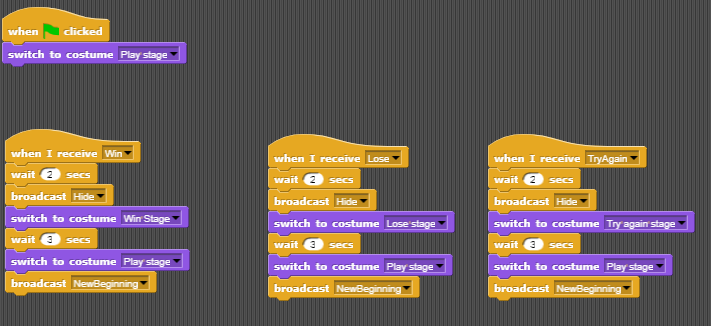 when clicked
switch to costume Play stage
when I receive Win
wait 2 secs
broadcast Hide
switch to costume Win Stage
wait 3 secs
switch to costume Play stage
broadcast NewBeginning
when I receive Lose
wait 2 secs
broadcast Hide
switch to costume Lose stage
wait 3 secs
switch to costume Play stage
broadcast NewBeginning
when I receive TryAgain
wait 2 secs
broadcast Hide
switch to costume Try again stage
wait 3 secs
switch to costume Play stage
broadcast NewBeginning